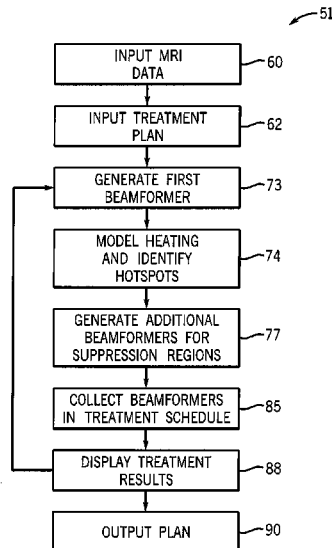 51
INPUT MRI
DATA
60
INPUT TREATMENT
PLAN
62
GENERATE FIRST
BEAMFORMER
73
MODEL HEATING
AND IDENTIFY
HOTSPOTS
74
GENERATE ADDITIONAL
BEAMFORMERS FOR
SUPPRESSION REGIONS
77
COLLECT BEAMFORMERS
IN TREATMENT SCHEDULE
85
DISPLAY TREATMENT
RESULTS
88
OUTPUT PLAN
90